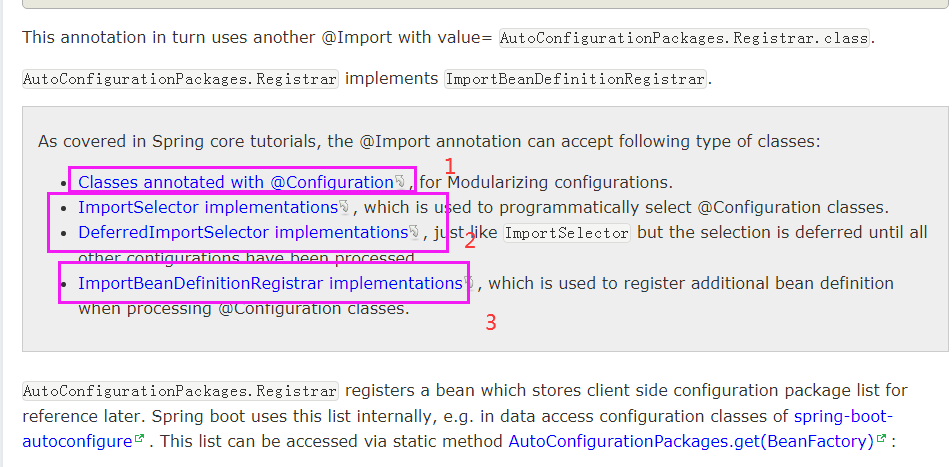 This annotation in turn uses another @Import with value= AutoConfigurationPackages.Registrar.class.
AutoConfigurationPackages.Registrar implements ImportBeanDefinitionRegistrar.
As covered in Spring core tutorials, the @Import annotation can accept following type of classes:
1
Classes annotated with @Configuration , for Modularizing configurations.
ImportSelector implementations , which is used to programmatically select @Configuration classes.
DeferredImportSelector implementations , just like ImportSelector but the selection is deferred until all
2
other configurations have been processed.
ImportBeanDefinitionRegistrar implementations , which is used to register additional bean definition
when processing @Configuration classes.
3
AutoConfigurationPackages.Registrar registers a bean which stores client side configuration package list for
reference later. Spring boot uses this list internally, e.g. in data access configuration classes of spring-boot-
autoconfigure . This list can be accessed via static method AutoConfigurationPackages.get(BeanFactory) :